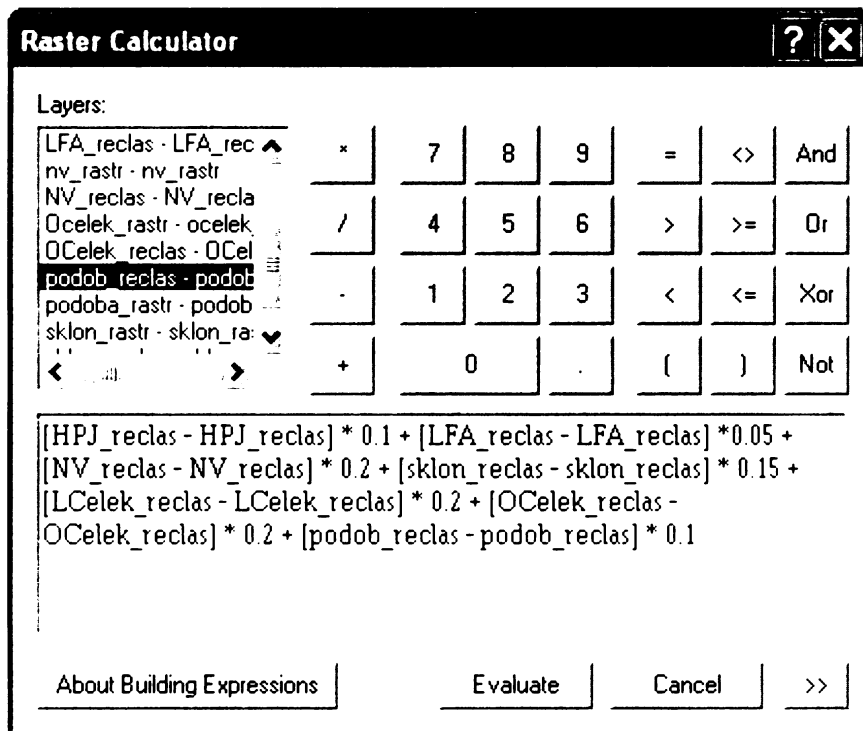 Raster Calculator ? X
Layers:
LFA_reclas - LFA_rec
nv_rastr - nv_rastr
NV_reclas - NV_recla
Ocelek_rastr - ocelek_
OCelek_reclas - OCel
podob_reclas - podob
podoba_rastr - podob
sklon_rastr - sklon_ra
* 7 8 9 = <> And
/ 4 5 6 > >= Or
- 1 2 3 < <= Xor
+ 0 . ( ) Not
[HPJ_reclas - HPJ_reclas] * 0.1 + [LFA_reclas - LFA_reclas] *0.05 +
[NV_reclas - NV_reclas] * 0.2 + [sklon_reclas - sklon_reclas] * 0.15 +
[LCelek_reclas - LCelek_reclas] * 0.2 + [OCelek_reclas -
OCelek_reclas] * 0.2 + [podob_reclas - podob_reclas] * 0.1
About Building Expressions Evaluate Cancel >>